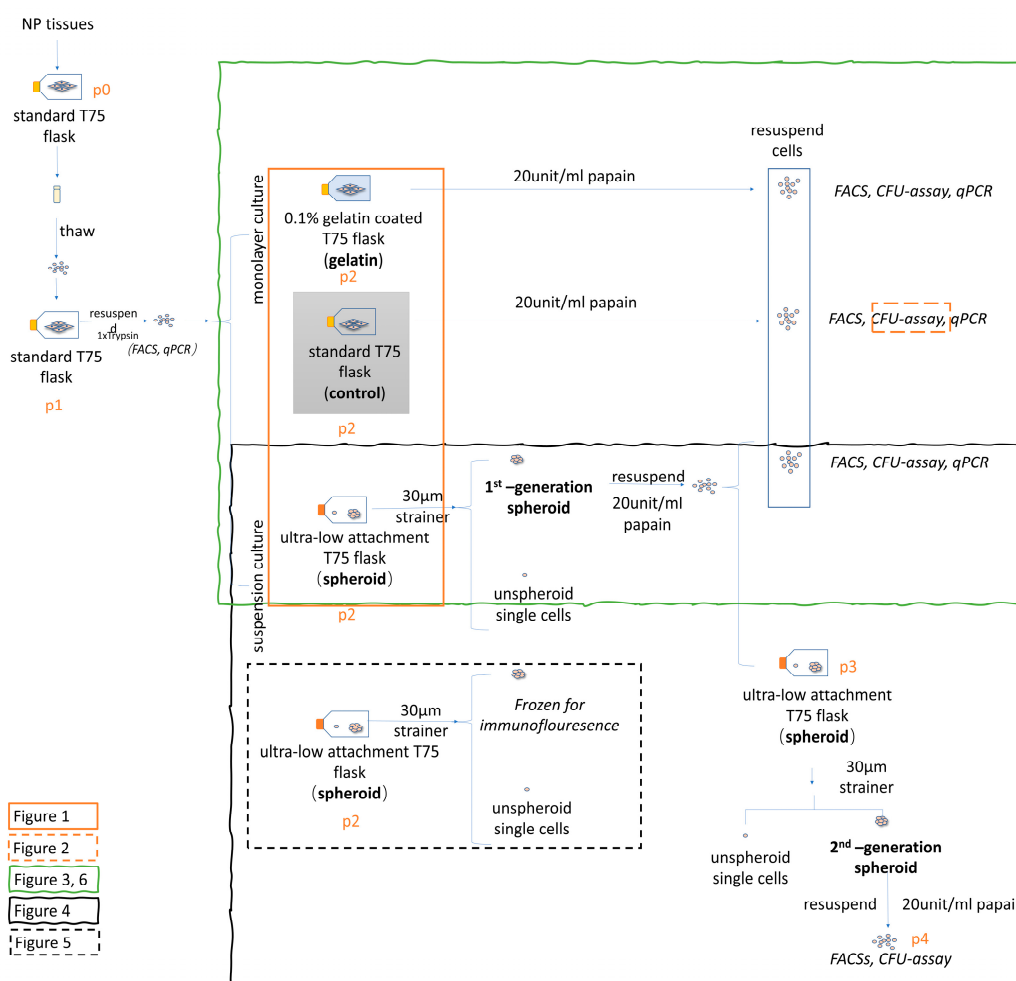 NP tissues
p0
standard T75
flask
thaw
resuspen
d
1xTrypsin
(FACS, qPCR)
standard T75
flask
p1
monolayer culture
0.1% gelatin coated
T75 flask
(gelatin)
p2
standard T75
flask
(control)
p2
20unit/ml papain
20unit/ml papain
resuspend
cells
FACS, CFU-assay, qPCR
FACS, CFU-assay, qPCR
FACS, CFU-assay, qPCR
suspension culture
ultra-low attachment
T75 flask
(spheroid)
p2
30μm
strainer
1st –generation
spheroid
unspheroid
single cells
resuspend
20unit/ml
papain
ultra-low attachment T75
flask
(spheroid)
p2
30μm
strainer
Frozen for
immunoflouresence
unspheroid
single cells
p3
ultra-low attachment
T75 flask
(spheroid)
30μm
strainer
unspheroid
single cells
2nd –generation
spheroid
resuspend
20unit/ml papai
p4
FACSs, CFU-assay
Figure 1
Figure 2
Figure 3, 6
Figure 4
Figure 5